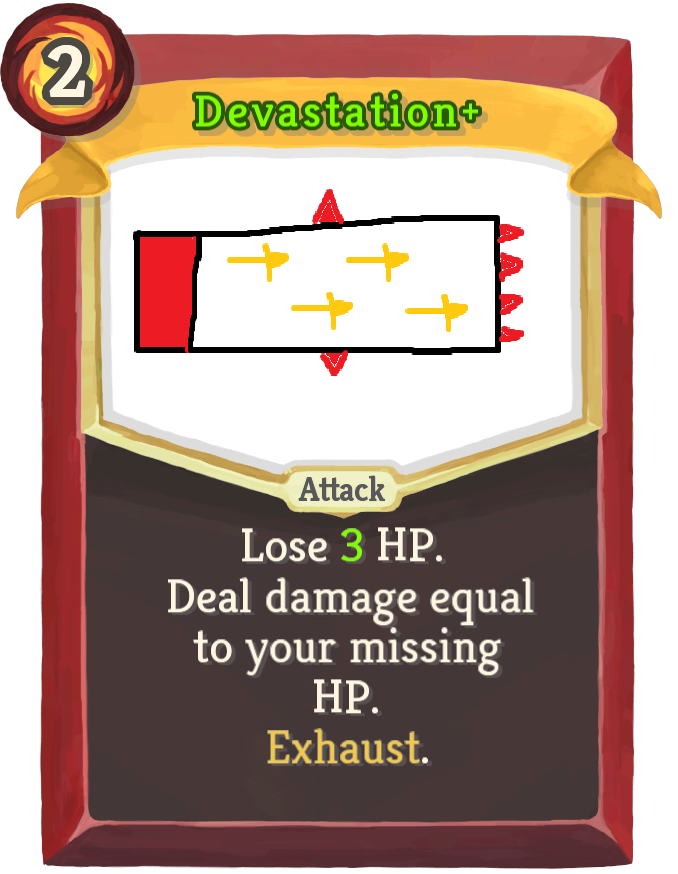 2
Devastation+
Attack
Lose 3 HP.
Deal damage equal
to your missing
HP.
Exhaust.